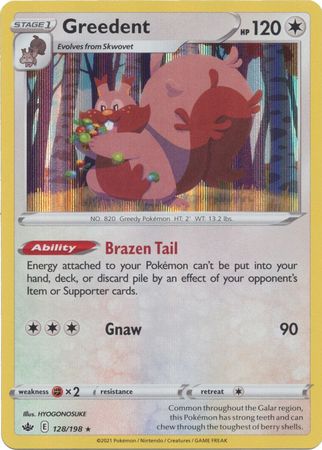 STAGE 1 Greedent HP 120
Evolves from Skwovet
NO. 820 Greedy Pokémon HT: 2' WT: 13.2 lbs.
Ability Brazen Tail
Energy attached to your Pokémon can't be put into
your hand, deck, or discard pile by an effect of your opponent's
Item or Supporter cards.
Gnaw 90
weakness ×2 resistance retreat
Illus. HYOGONOSUKE
E 128/198 ★
Common throughout the Galar region,
this Pokémon has strong teeth and can
chew through the toughest of berry shells.
©2021 Pokémon / Nintendo / Creatures / GAME FREAK